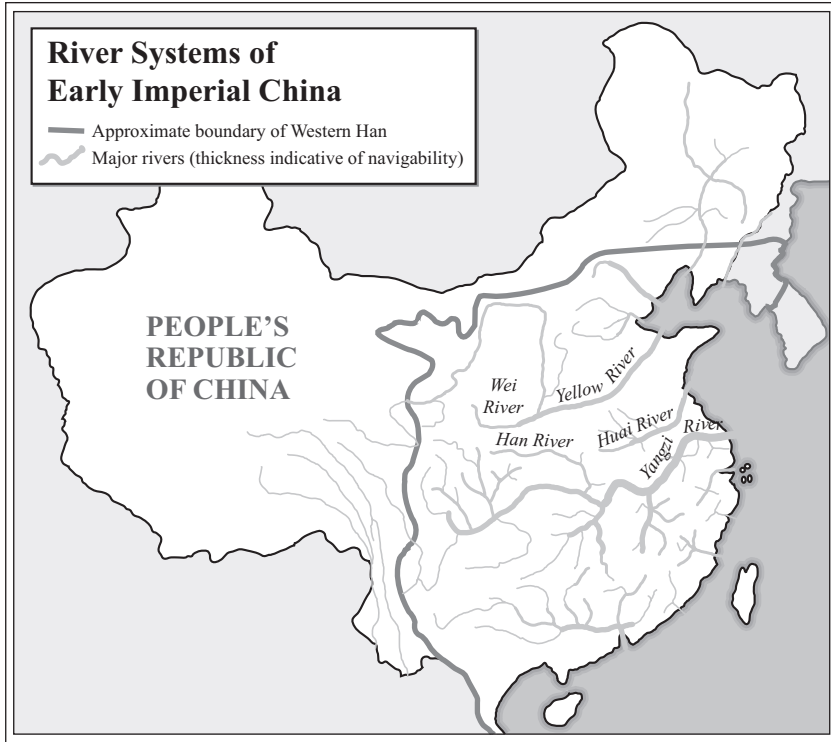 River Systems of
Early Imperial China
Approximate boundary of Western Han
Major rivers (thickness indicative of navigability)
PEOPLE'S
REPUBLIC
OF CHINA
Wei
River
Yellow River
Han River
Huai River
Yangzi River